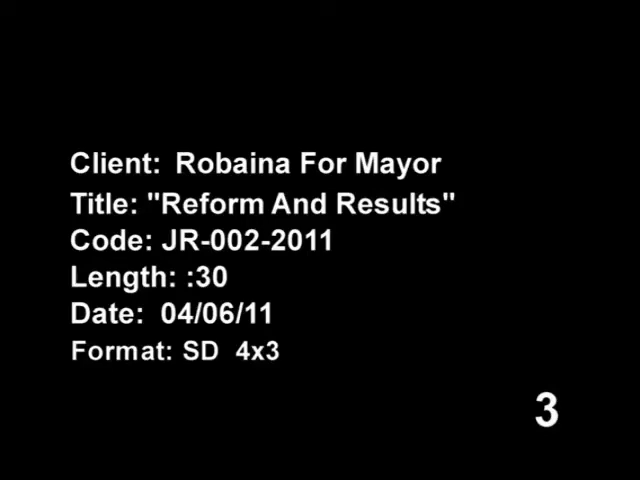 Client: Robaina For Mayor
Title: "Reform And Results"
Code: JR-002-2011
Length: :30
Date: 04/06/11
Format: SD 4x3
3